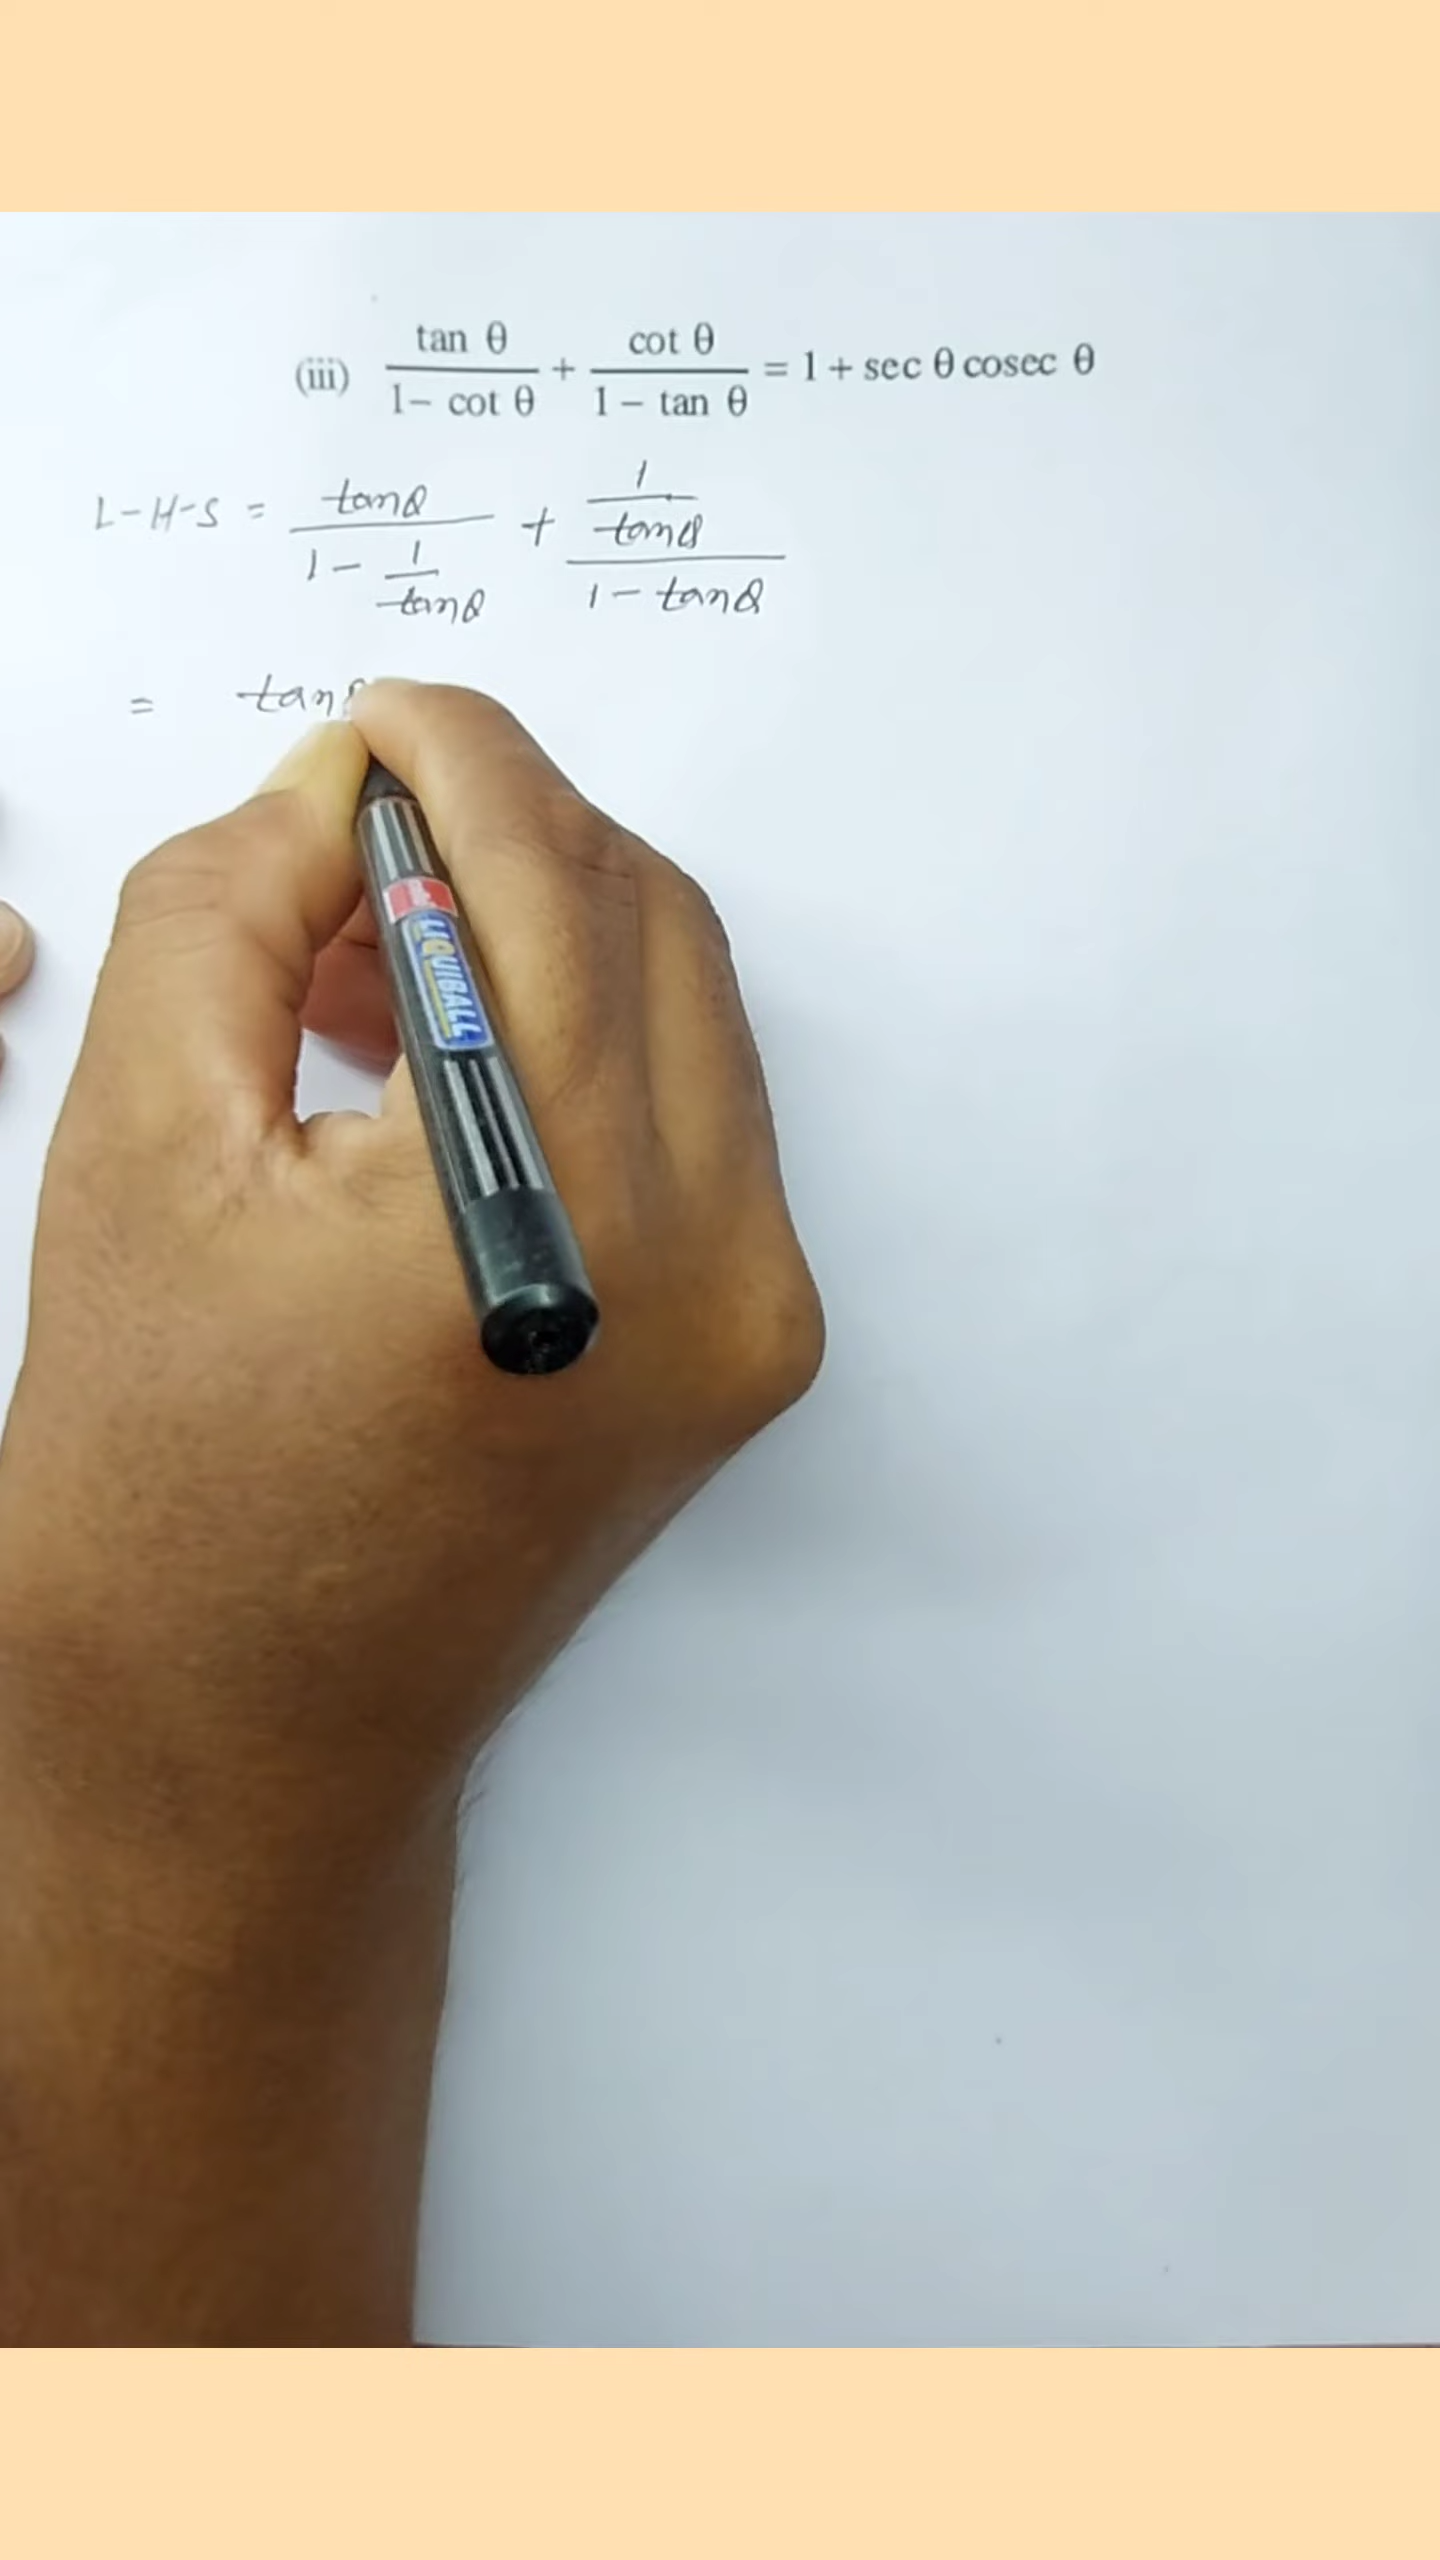 (iii) tan θ / 1− cot θ + cot θ / 1 − tan θ = 1 + sec θ cosec θ
L-H-S = tanθ / 1 − 1 / tanθ + 1 / tanθ / 1 − tanθ
= tanθ
LIQUIBALL